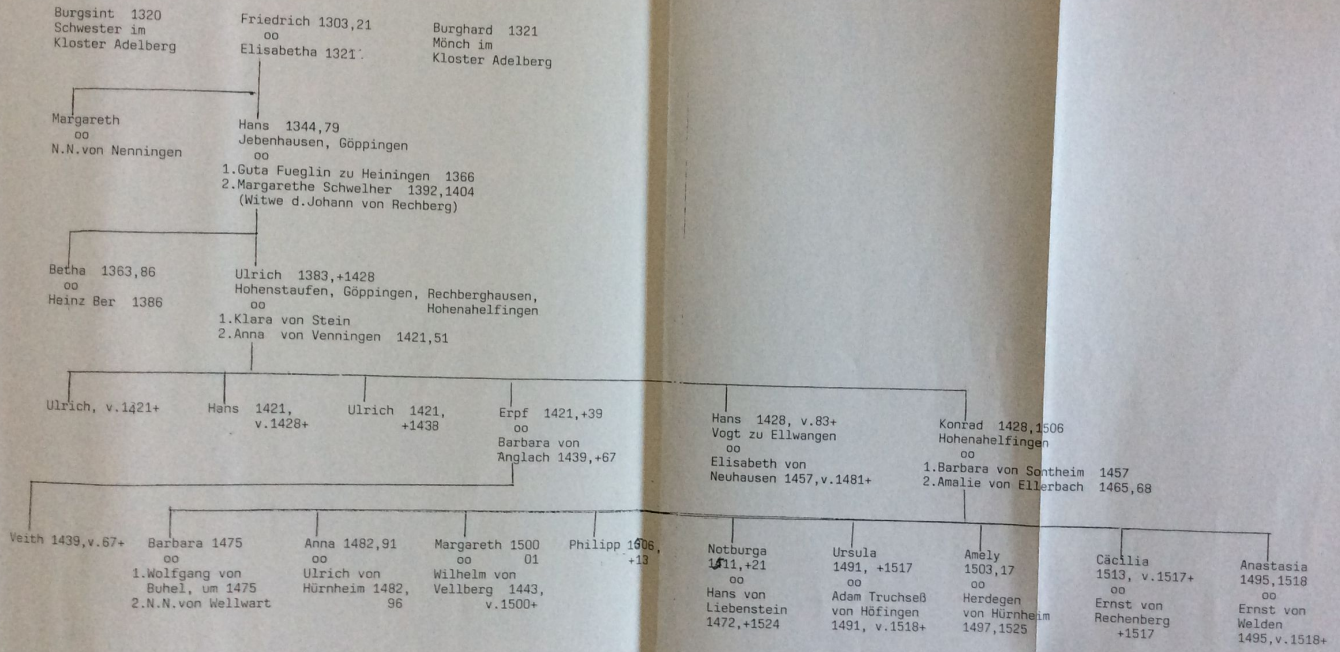 Burgsint 1320
Schwester im
Kloster Adelberg
Friedrich 1303,21
oo
Elisabetha 1321
Burghard 1321
Mönch im
Kloster Adelberg
Margareth
oo
N.N.von Nenningen
Hans 1344,79
Jebenhausen, Göppingen
oo
1.Guta Fueglin zu Heiningen 1366
2.Margarethe Schwelher 1392,1404
(Witwe d.Johann von Rechberg)
Betha 1363,86
oo
Heinz Ber 1386
Ulrich 1383,+1428
Hohenstaufen, Göppingen, Rechberghausen,
Hohenahelfingen
oo
1.Klara von Stein
2.Anna von Venningen 1421,51
Ulrich, v.1421+
Hans 1421,
v.1428+
Ulrich 1421,
+1438
Erpf 1421,+39
oo
Barbara von
Anglach 1439,+67
Hans 1428, v.83+
Vogt zu Ellwangen
oo
Elisabeth von
Neuhausen 1457,v.1481+
Konrad 1428,1506
Hohenahelfingen
oo
1.Barbara von Sontheim 1457
2.Amalie von Ellerbach 1465,68
Veith 1439,v.67+
Barbara 1475
oo
1.Wolfgang von
Buhel, um 1475
2.N.N.von Wellwart
Anna 1482,91
oo
Ulrich von
Hürnheim 1482,
96
Margareth 1500
oo 01
Wilhelm von
Vellberg 1443,
v.1500+
Philipp 1506,
+13
Notburga
1511,+21
oo
Hans von
Liebenstein
1472,+1524
Ursula
1491, +1517
oo
Adam Truchseß
von Höfingen
1491, v.1518+
Amely
1503,17
oo
Herdegen
von Hürnheim
1497,1525
Cäcilia
1513, v.1517+
oo
Ernst von
Rechenberg
+1517
Anastasia
1495,1518
oo
Ernst von
Welden
1495,v.1518+